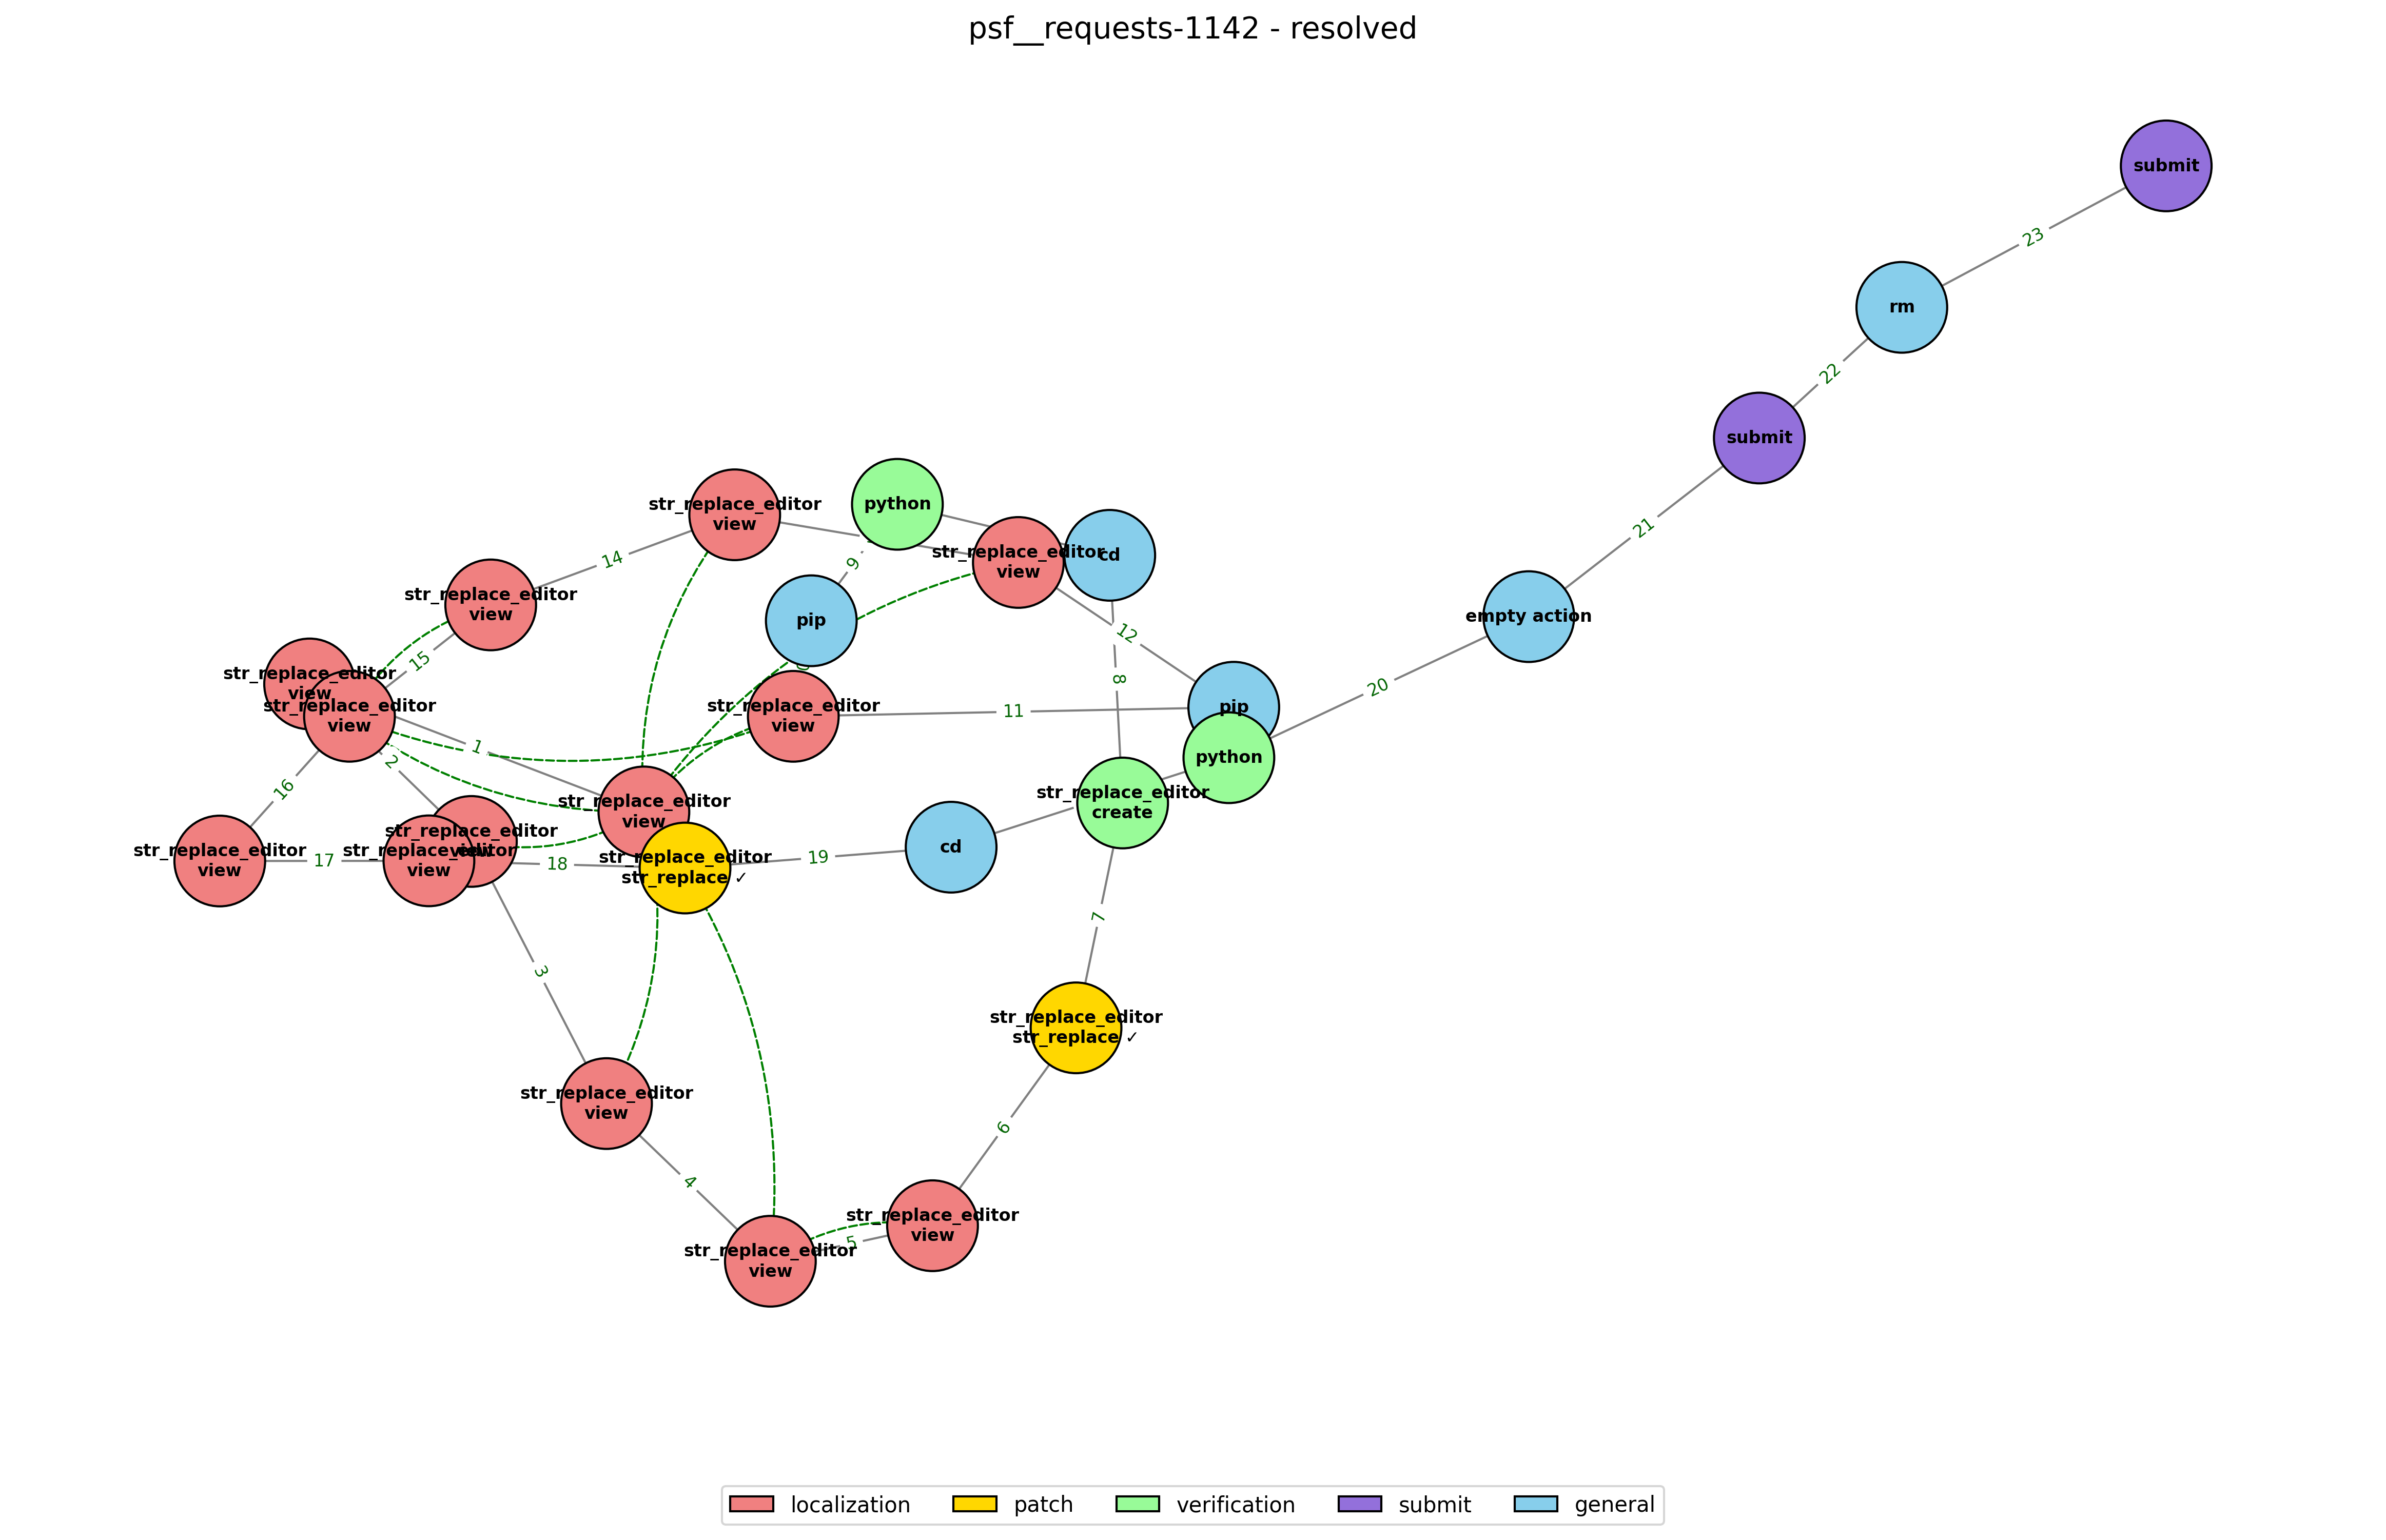 psf__requests-1142 - resolved
submit
23
rm
22
submit
21
str_replace_editor
view
python
14
9
str_replace_editor
view
cd
str_replace_editor
view
pip
empty action
12
15
8
20
str_replace_editor
view
str_replace_editor
view
str_replace_editor
view
11
pip
1
2
python
16
str_replace_editor
view
str_replace_editor
create
str_replace_editor
view
17
str_replace_editor
view
str_replace_editor
view
18
str_replace_editor
str_replace ✓
19
cd
7
3
str_replace_editor
str_replace ✓
str_replace_editor
view
6
4
str_replace_editor
view
5
str_replace_editor
view
localization
patch
verification
submit
general